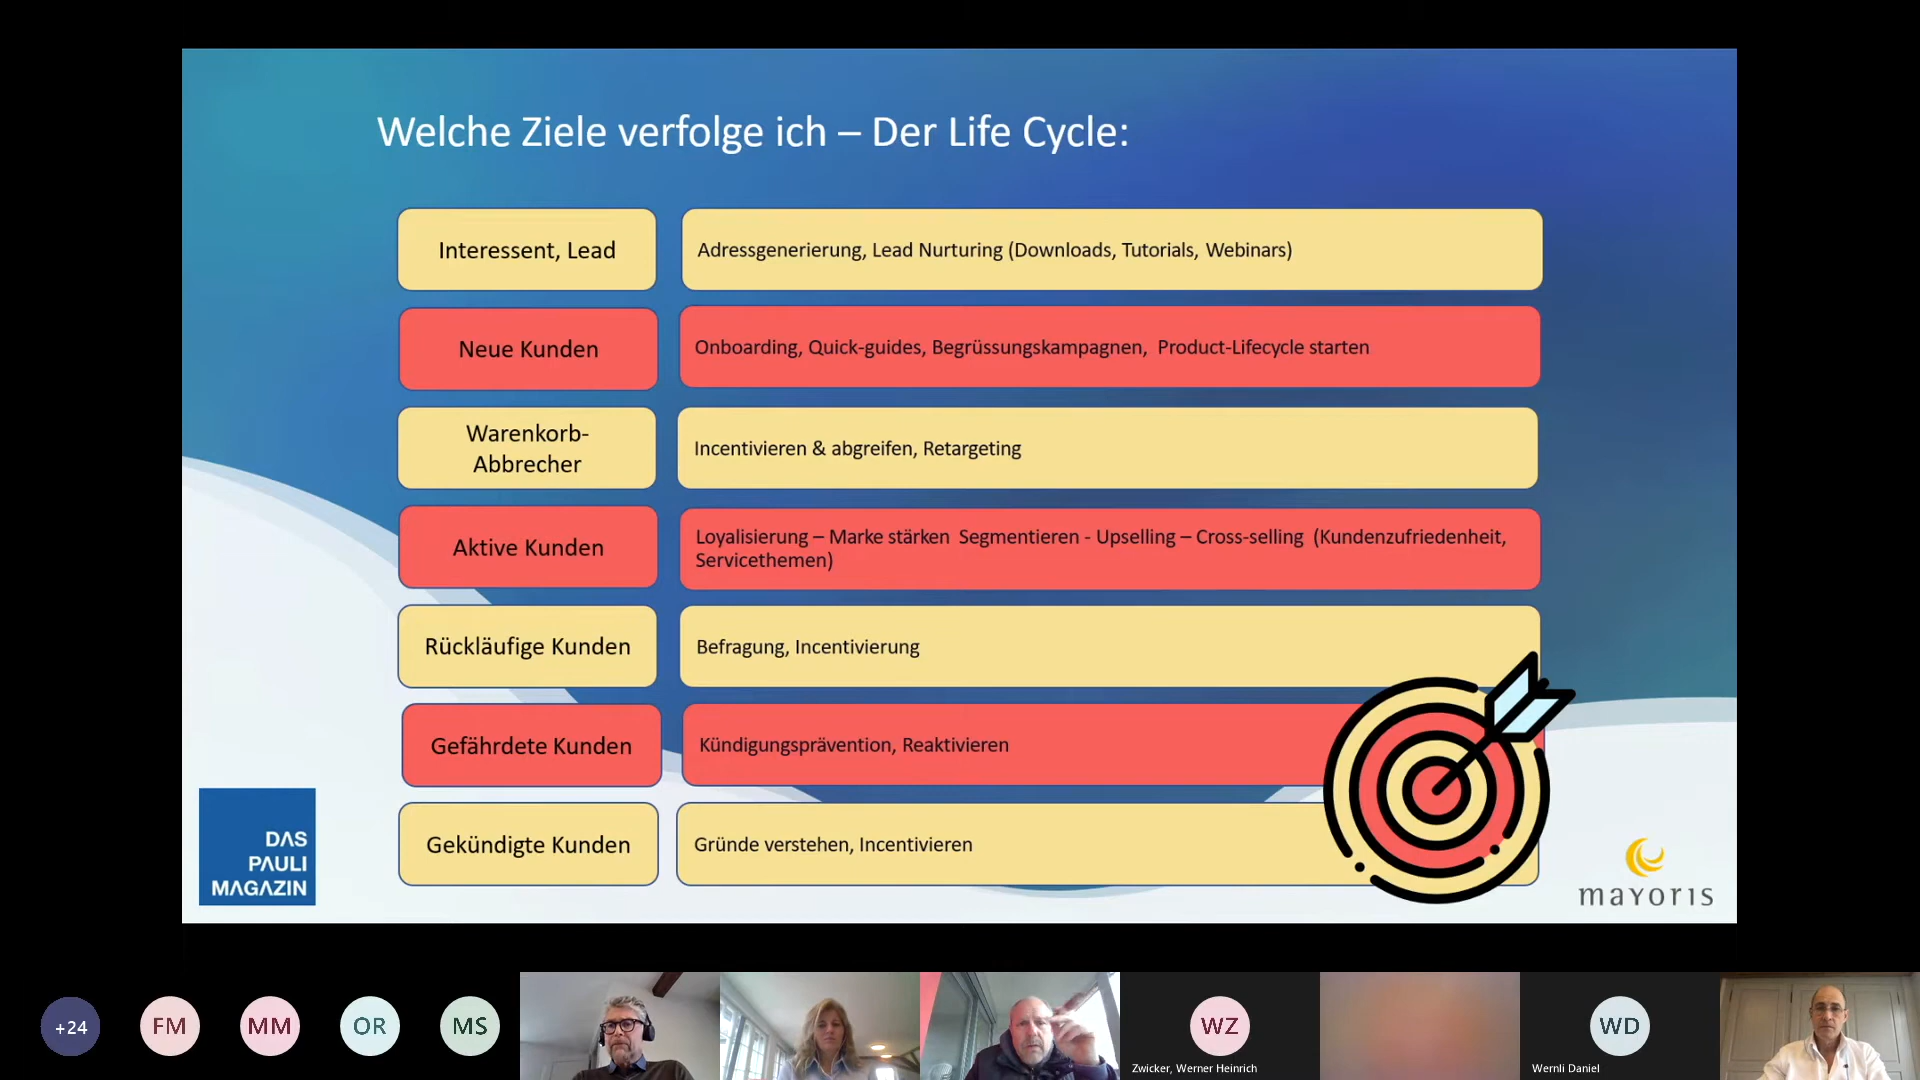 Welche Ziele verfolge ich – Der Life Cycle:
Interessent, Lead
Adressgenerierung, Lead Nurturing (Downloads, Tutorials, Webinars)
Neue Kunden
Onboarding, Quick-guides, Begrüssungskampagnen,  Product-Lifecycle starten
Warenkorb-
Abbrecher
Incentivieren & abgreifen, Retargeting
Aktive Kunden
Loyalisierung – Marke stärken  Segmentieren - Upselling – Cross-selling  (Kundenzufriedenheit,
Servicethemen)
Rückläufige Kunden
Befragung, Incentivierung
Gefährdete Kunden
Kündigungsprävention, Reaktivieren
Gekündigte Kunden
Gründe verstehen, Incentivieren
DAS
PAULI
MAGAZIN
mayoris
+24
FM
MM
OR
MS
WZ
Zwicker, Werner Heinrich
WD
Wernli Daniel